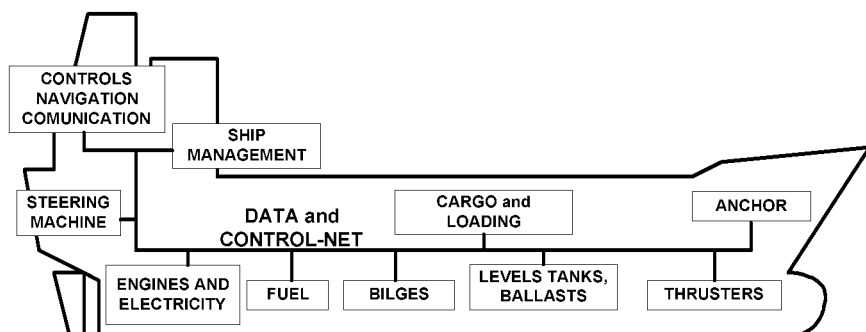 CONTROLS
NAVIGATION
COMUNICATION
SHIP
MANAGEMENT
STEERING
MACHINE
DATA and
CONTROL-NET
CARGO and
LOADING
ANCHOR
ENGINES AND
ELECTRICITY
FUEL
BILGES
LEVELS TANKS,
BALLASTS
THRUSTERS